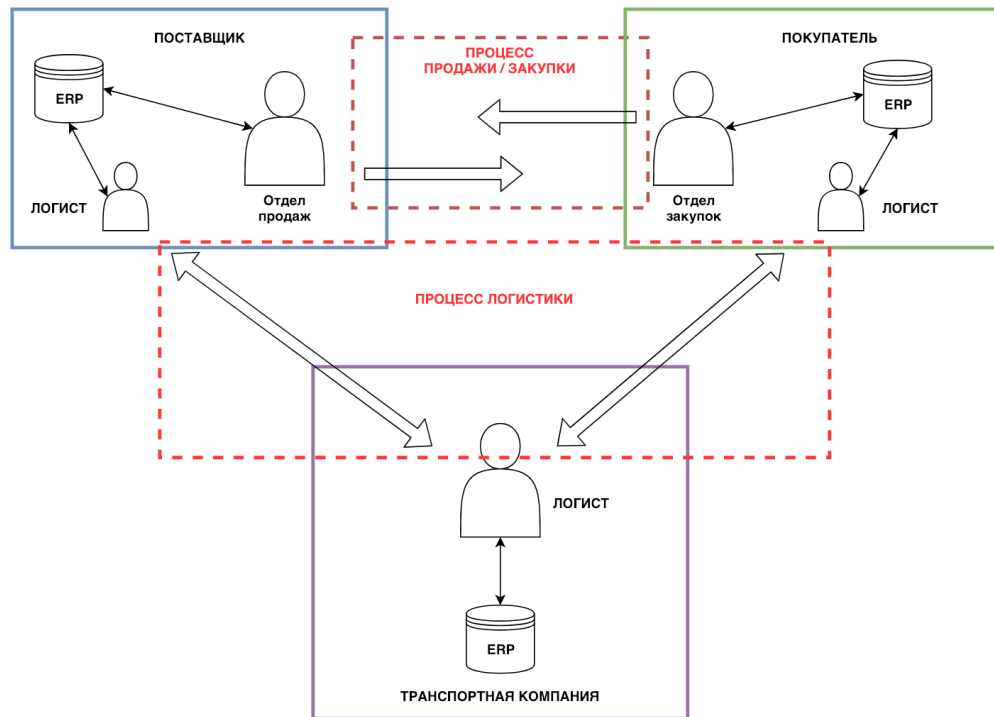 ПОСТАВЩИК
ERP
ЛОГИСТ
Отдел
продаж
ПРОЦЕСС
ПРОДАЖИ / ЗАКУПКИ
ПОКУПАТЕЛЬ
ERP
Отдел
закупок
ЛОГИСТ
ПРОЦЕСС ЛОГИСТИКИ
ЛОГИСТ
ERP
ТРАНСПОРТНАЯ КОМПАНИЯ